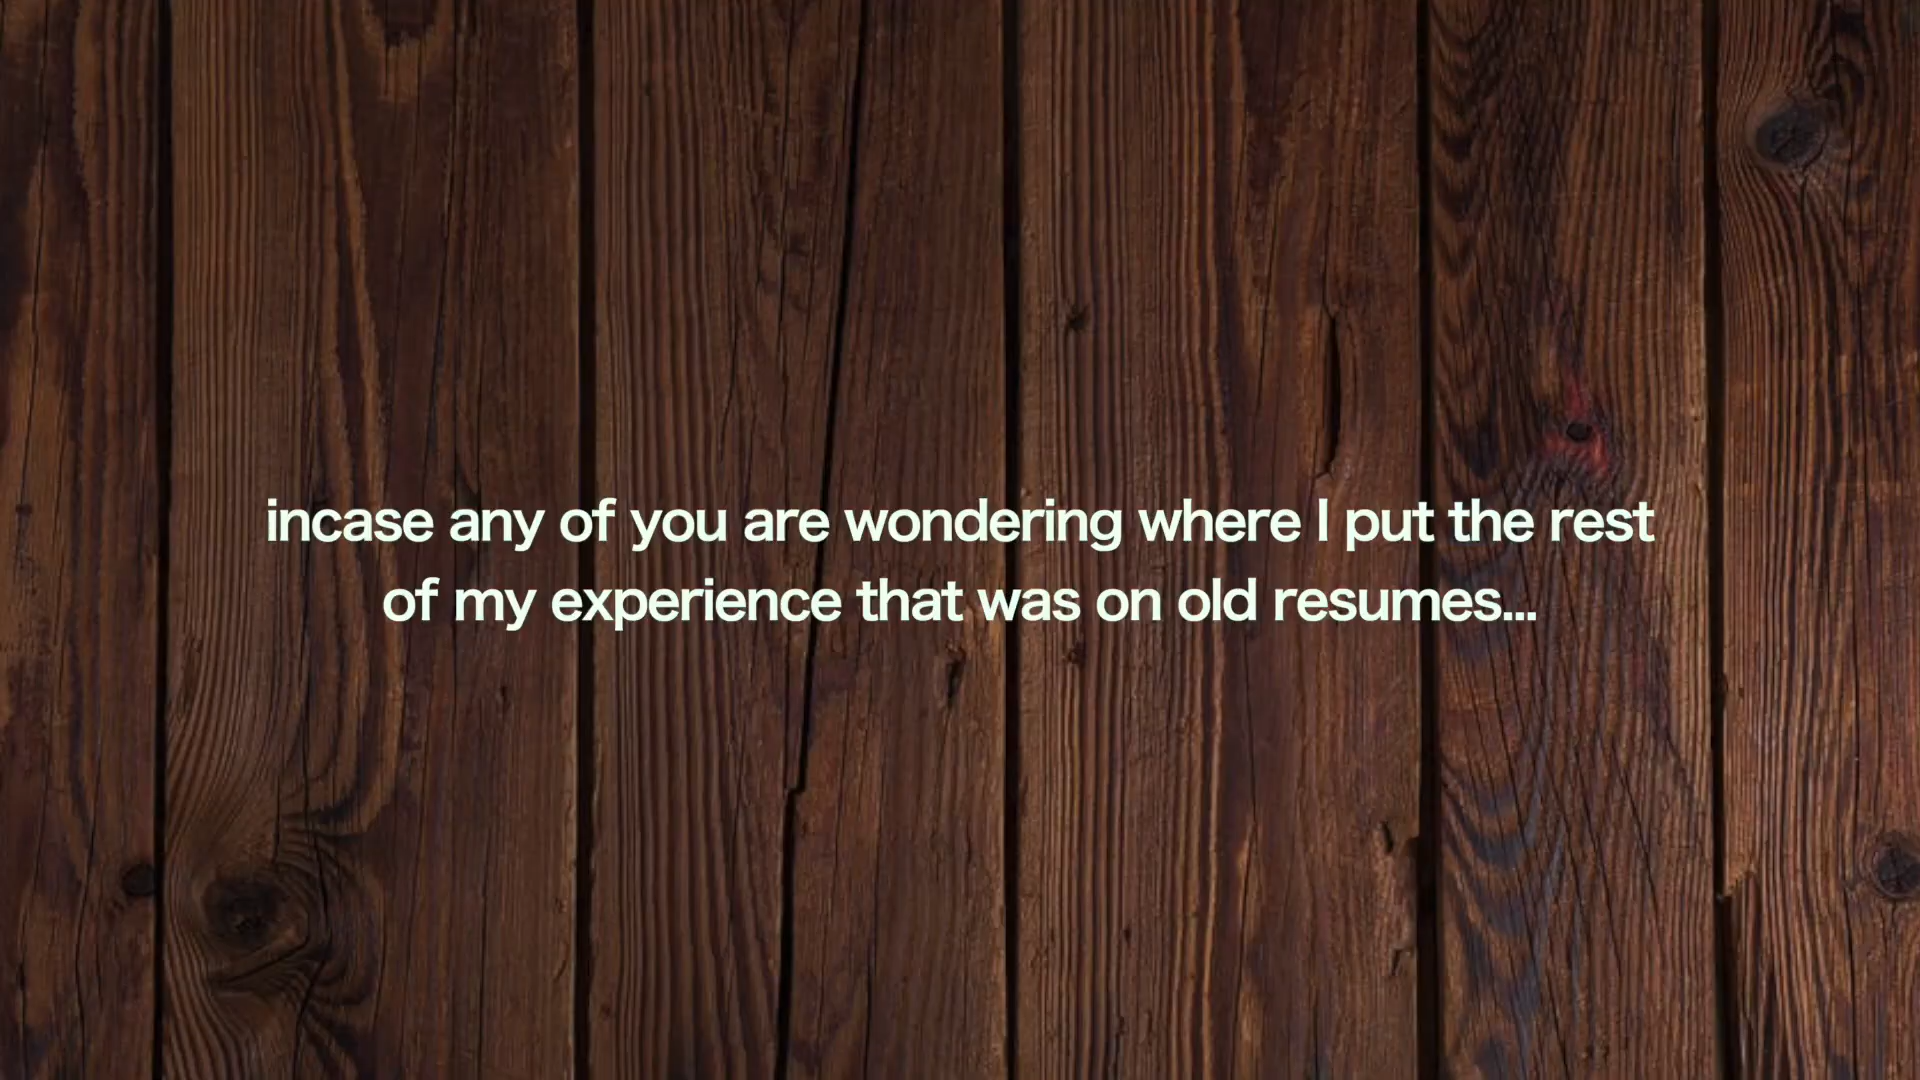 incase any of you are wondering where I put the rest
of my experience that was on old resumes...